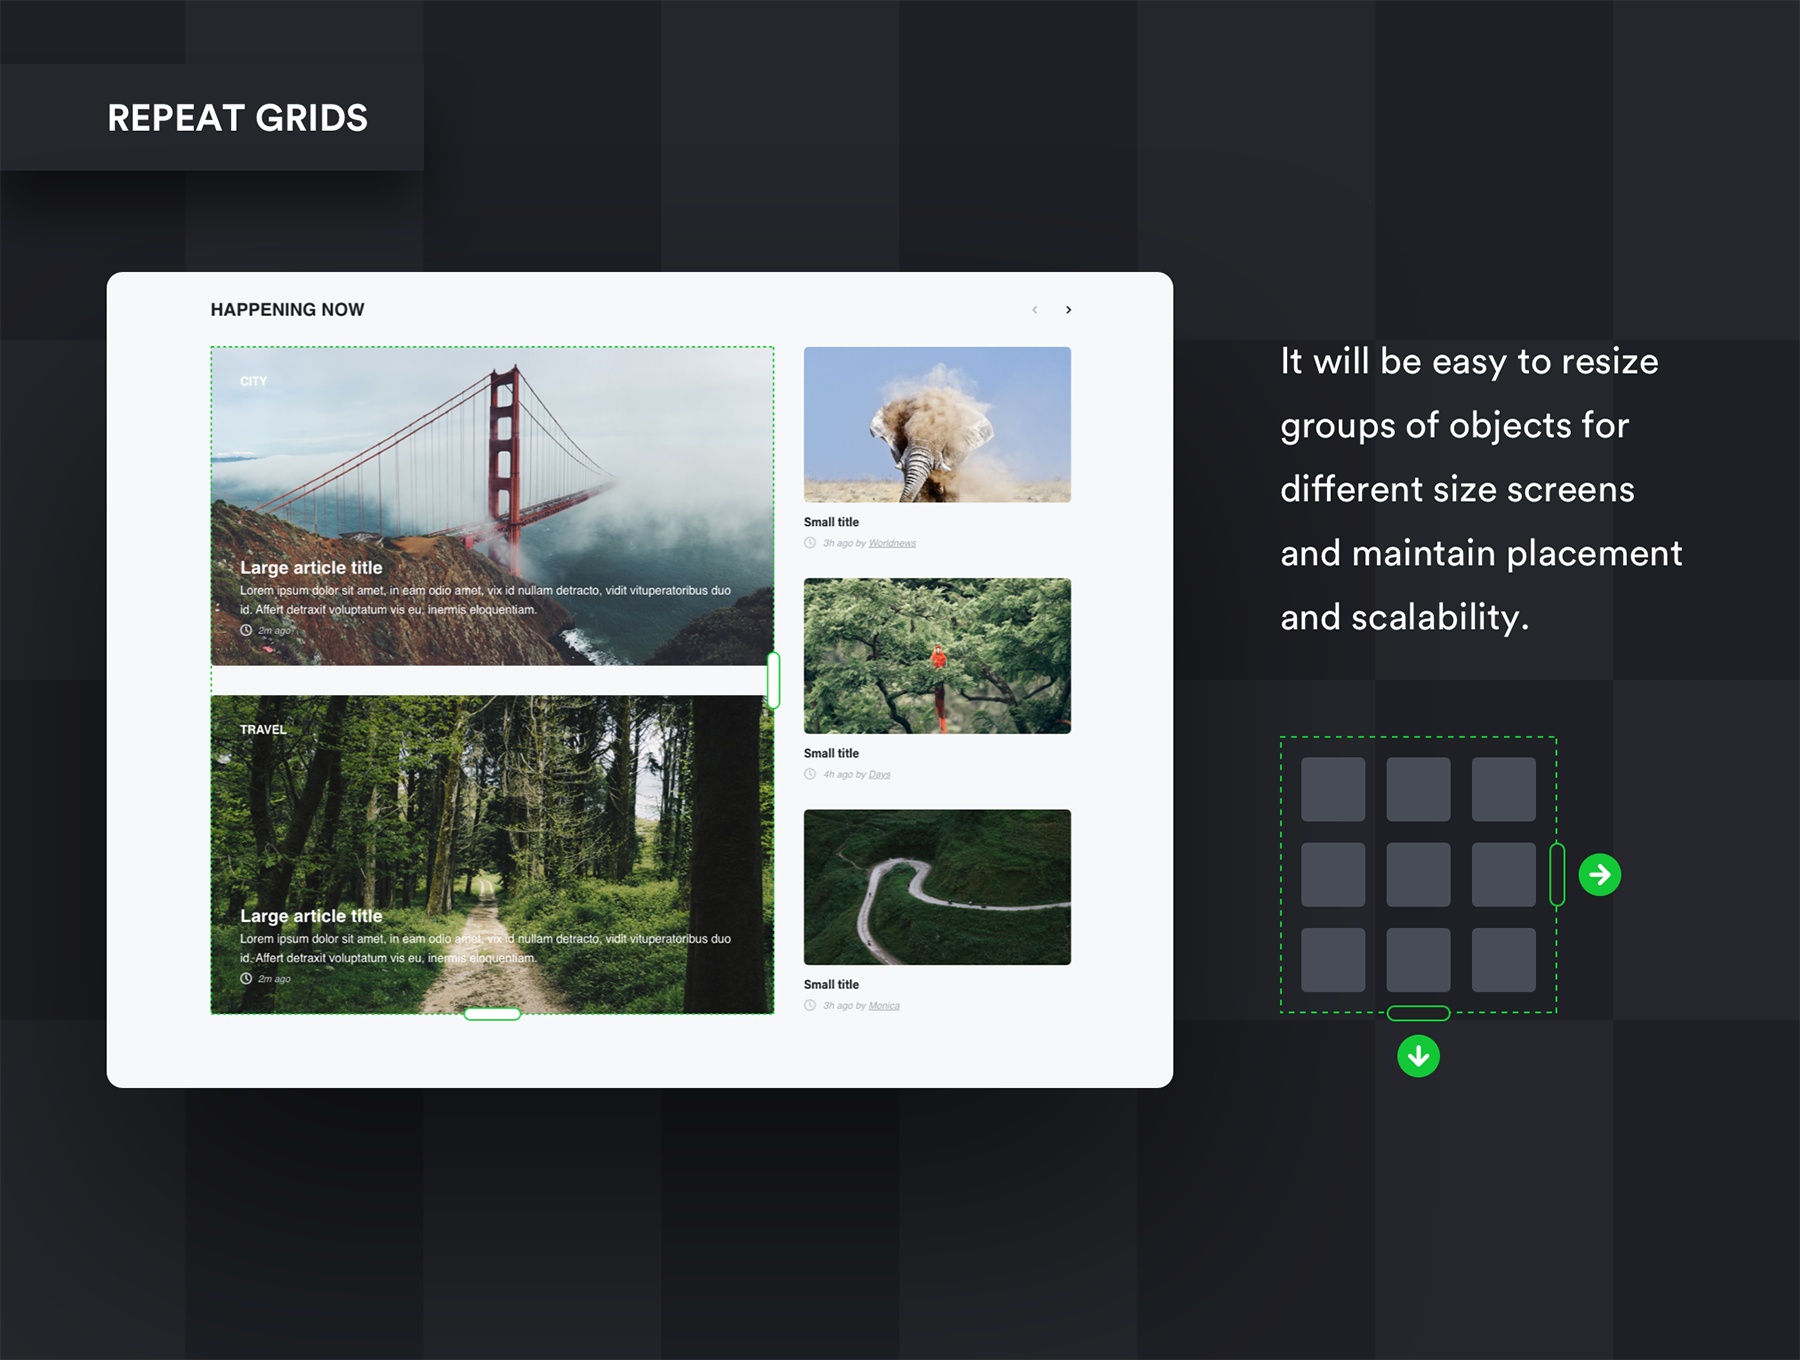 REPEAT GRIDS
HAPPENING NOW
CITY
Large article title
Lorem ipsum dolor sit amet, in eam odio amet, vix id nullam detracto, vidit vituperatoribus duo
id. Affert detraxit voluptatum vis eu, inermis eloquentiam.
2m ago
TRAVEL
Large article title
Lorem ipsum dolor sit amet, in eam odio amet, vix id nullam detracto, vidit vituperatoribus duo
id. Affert detraxit voluptatum vis eu, inermis eloquentiam.
2m ago
Small title
3h ago by Worldnews
Small title
4h ago by Days
Small title
3h ago by Monica
It will be easy to resize
groups of objects for
different size screens
and maintain placement
and scalability.